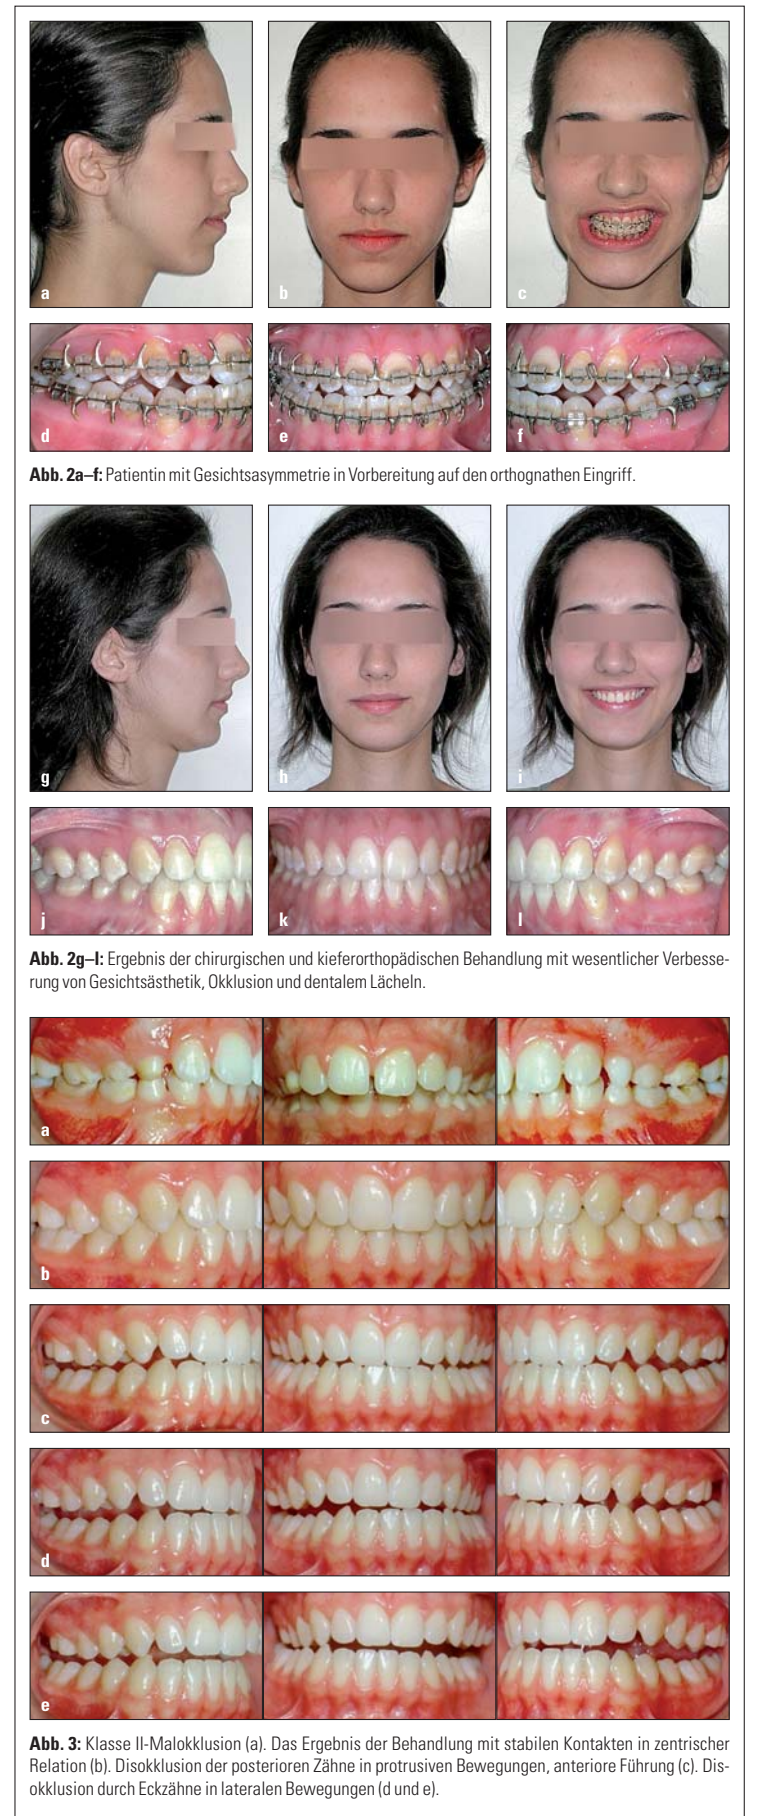 a
b
c
d
e
f
Abb. 2a–f: Patientin mit Gesichtsasymmetrie in Vorbereitung auf den orthognathen Eingriff.
g
h
i
j
k
l
Abb. 2g–l: Ergebnis der chirurgischen und kieferorthopädischen Behandlung mit wesentlicher Verbesse-
rung von Gesichtsästhetik, Okklusion und dentalem Lächeln.
a
b
c
d
e
Abb. 3: Klasse II-Malokklusion (a). Das Ergebnis der Behandlung mit stabilen Kontakten in zentrischer
Relation (b). Disokklusion der posterioren Zähne in protrusiven Bewegungen, anteriore Führung (c). Dis-
okklusion durch Eckzähne in lateralen Bewegungen (d und e).